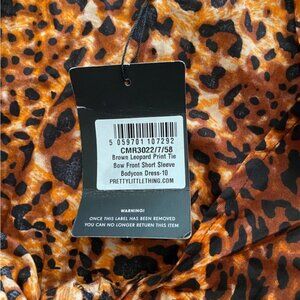 5 059701 107292
CMR3022/7/58
Brown Leopard Print Tie
Bow Front Short Sleeve
Bodycon Dress-10
PRETTYLITTLETHING.COM
WARNING!
ONCE THIS LABEL HAS BEEN REMOVED
YOU CAN NO LONGER RETURN THIS ITEM